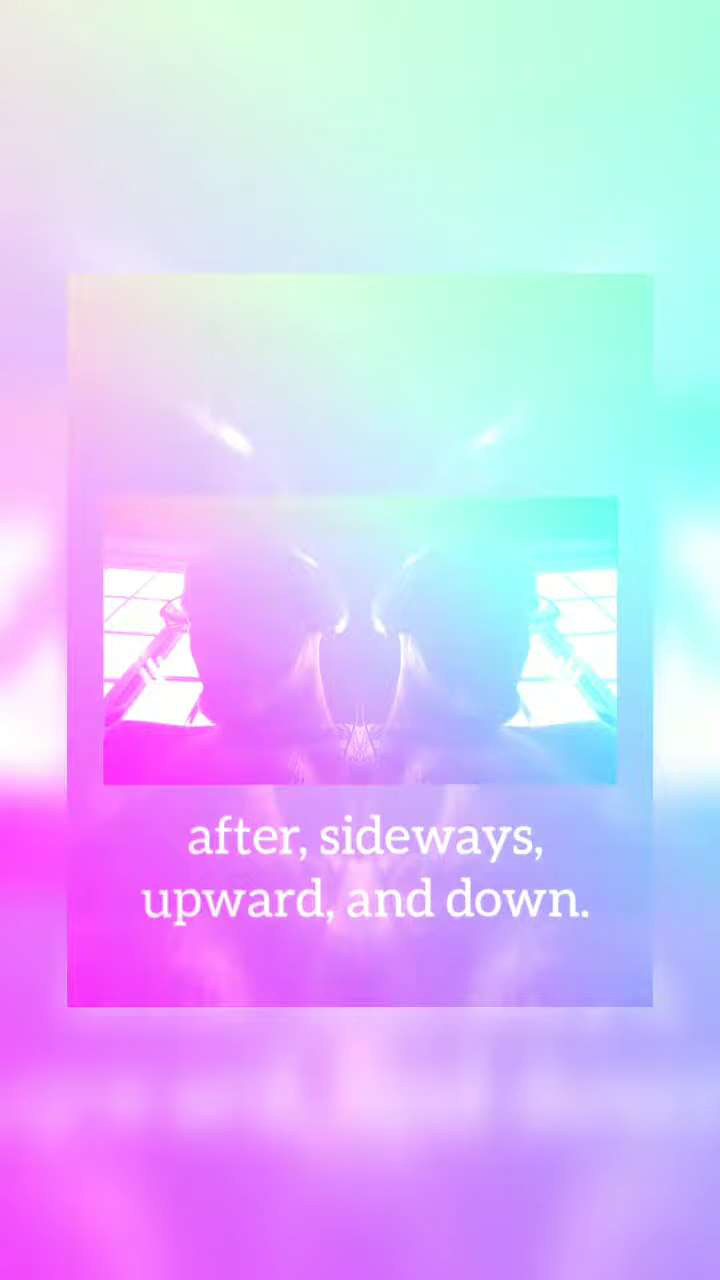 after, sideways,
upward, and down.